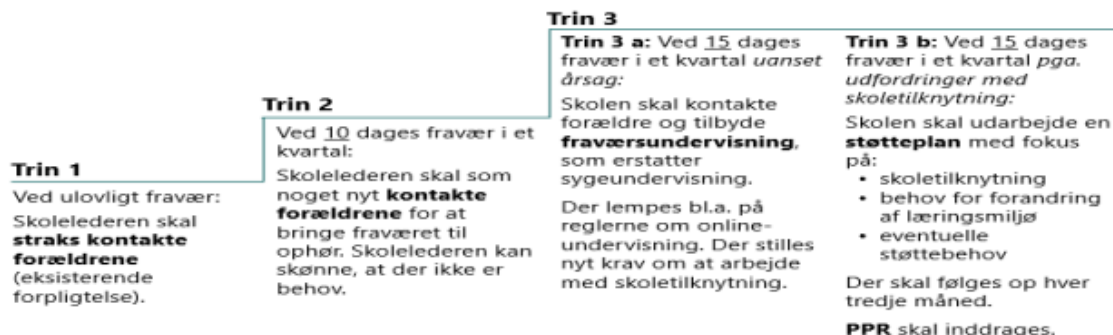 Trin 1
Ved ulovligt fravær:
Skolelederen skal
straks kontakte
forældrene
(eksisterende
forpligtelse).
Trin 2
Ved 10 dages fravær i et
kvartal:
Skolelederen skal som
noget nyt kontakte
forældrene for at
bringe fraværet til
ophør. Skolelederen kan
skønne, at der ikke er
behov.
Trin 3
Trin 3 a: Ved 15 dages
fravær i et kvartal uanset
årsag:
Skolen skal kontakte
forældre og tilbyde
fraværsundervisning,
som erstatter
sygeundervisning.
Der lempes bl.a. på
reglerne om online-
undervisning. Der stilles
nyt krav om at arbejde
med skoletilknytning.
Trin 3 b: Ved 15 dages
fravær i et kvartal pga.
udfordringer med
skoletilknytning:
Skolen skal udarbejde en
støtteplan med fokus
på:
• skoletilknytning
• behov for forandring
af læringsmiljø
• eventuelle
støttebehov
Der skal følges op hver
tredje måned.
PPR skal inddrages.